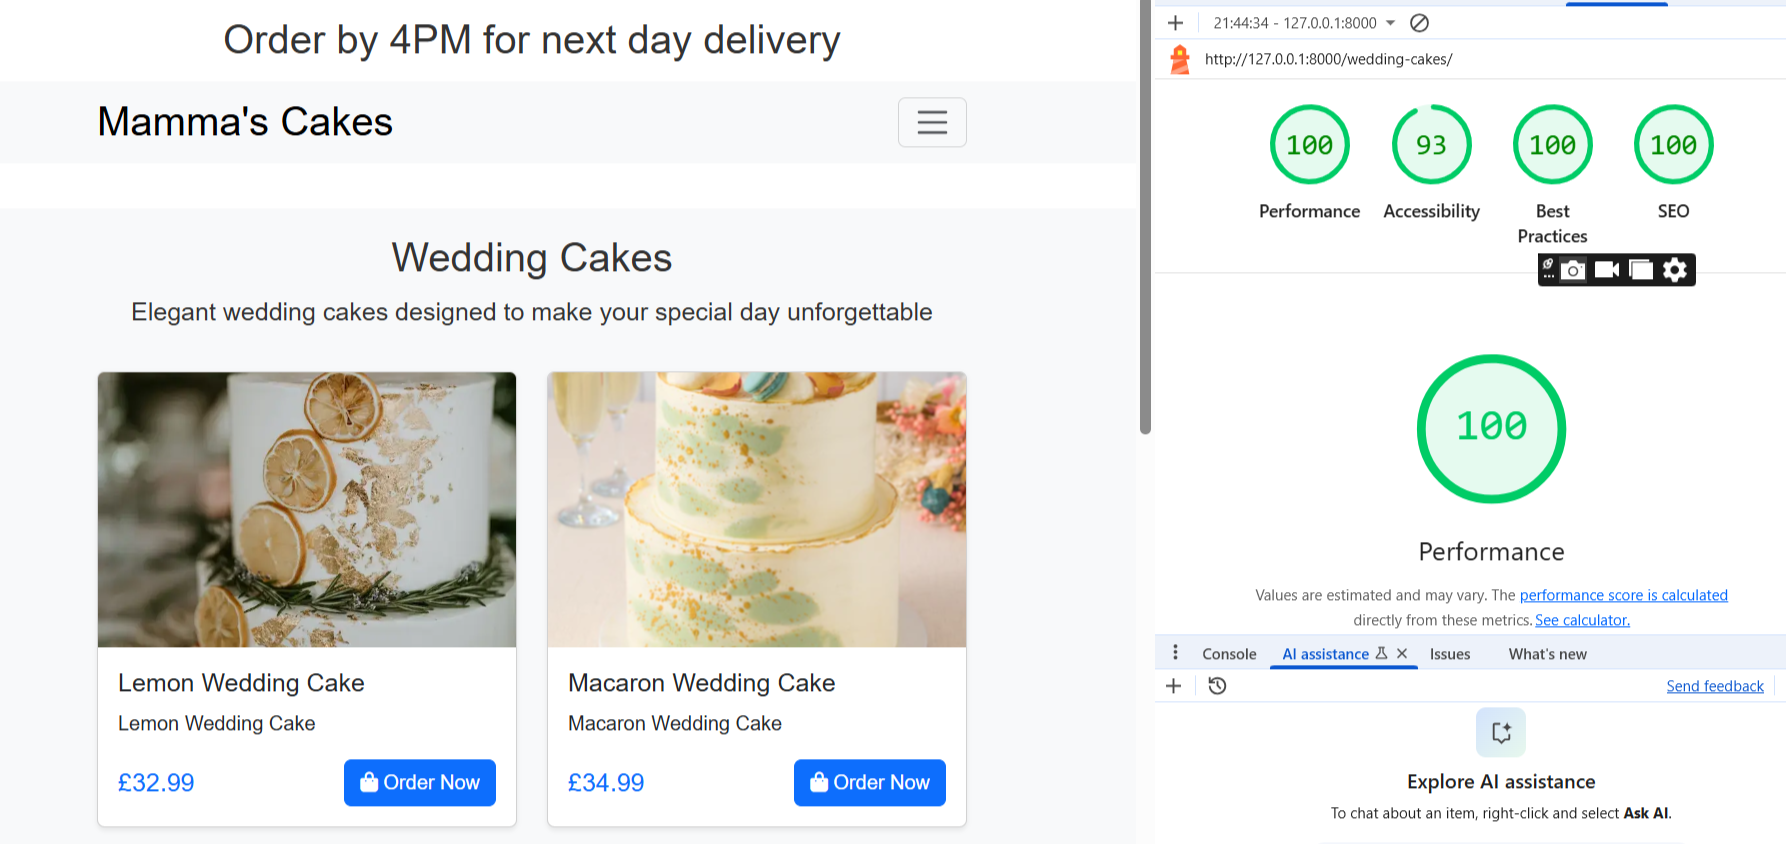 Order by 4PM for next day delivery
Mamma's Cakes
Wedding Cakes
Elegant wedding cakes designed to make your special day unforgettable
Lemon Wedding Cake
Lemon Wedding Cake
£32.99
Order Now
Macaron Wedding Cake
Macaron Wedding Cake
£34.99
Order Now
21:44:34 - 127.0.0.1:8000
http://127.0.0.1:8000/wedding-cakes/
100
Performance
93
Accessibility
100
Best
Practices
100
SEO
100
Performance
Values are estimated and may vary. The performance score is calculated
directly from these metrics. See calculator.
Console
AI assistance
Issues
What's new
Send feedback
Explore AI assistance
To chat about an item, right-click and select Ask AI.